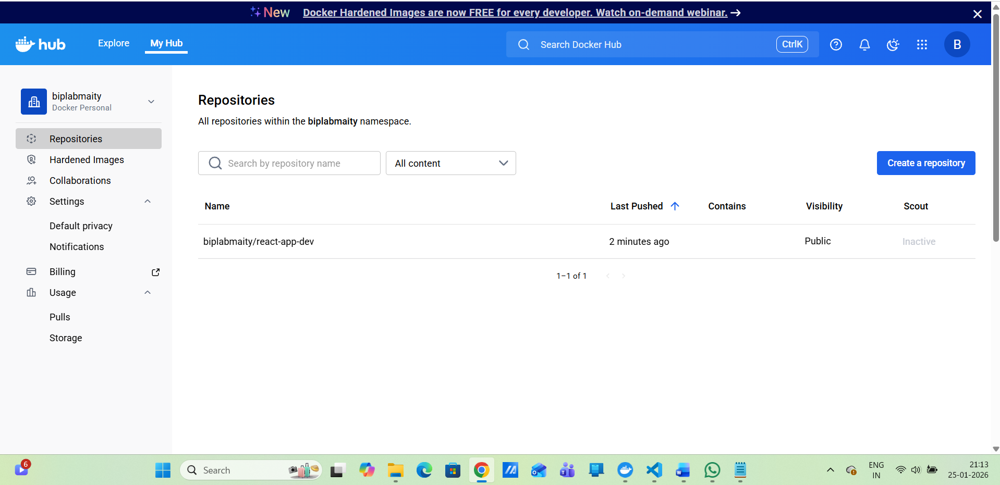 New Docker Hardened Images are now FREE for every developer. Watch on-demand webinar. →
hub Explore My Hub Search Docker Hub CtrlK B
biplabmaity
Docker Personal
Repositories
Hardened Images
Collaborations
Settings
Default privacy
Notifications
Billing
Usage
Pulls
Storage
Repositories
All repositories within the biplabmaity namespace.
Search by repository name All content Create a repository
Name Last Pushed Contains Visibility Scout
biplabmaity/react-app-dev 2 minutes ago Public Inactive
1–1 of 1
6 Search ENG 21:13
IN 25-01-2026